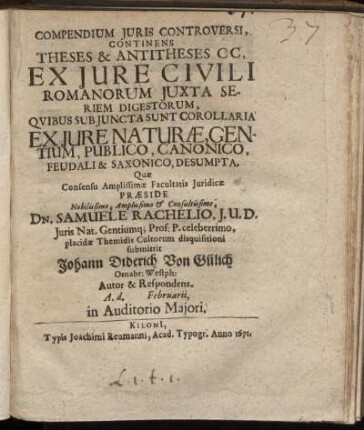 37
COMPENDIUM JURIS CONTROVERSI,
CONTINENS
THESES & ANTITHESES CC,
EX JURE CIVILI
ROMANORUM JUXTA SE-
RIEM DIGESTORUM,
QVIBUS SUBJUNCTA SUNT COROLLARIA
EX JURE NATURÆ, GEN-
TIUM, PUBLICO, CANONICO,
FEUDALI & SAXONICO, DESUMPTA.
Quæ
Consensu Amplissimæ Facultatis Juridicæ
PRÆSIDE
Nobilissimo, Amplissimo & Consultissimo,
DN. SAMUELE RACHELIO, J.U.D.
Juris Nat. Gentiumq; Prof: P. celeberrimo,
placidæ Themidis Cultorum disquisitioni
submittit
Johann Diderich Von Gülich
Osnabr: Westph:
Autor & Respondens.
A. d. Februarii,
in Auditorio Majori,
KILONI,
Typis Joachimi Reumanni, Acad. Typogr. Anno 1671.